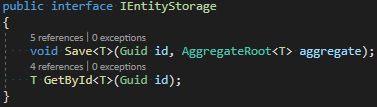 public interface IEntityStorage
{
5 references | 0 exceptions
void Save<T>(Guid id, AggregateRoot<T> aggregate);
4 references | 0 exceptions
T GetById<T>(Guid id);
}